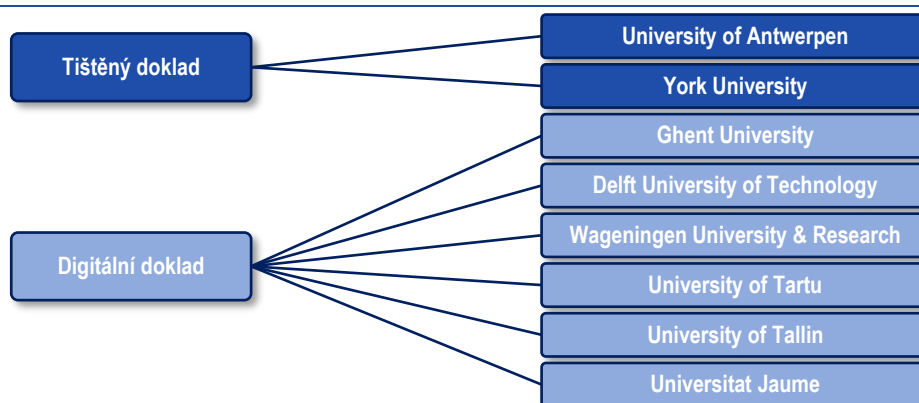 Tištěný doklad
University of Antwerpen
York University
Digitální doklad
Ghent University
Delft University of Technology
Wageningen University & Research
University of Tartu
University of Tallin
Universitat Jaume